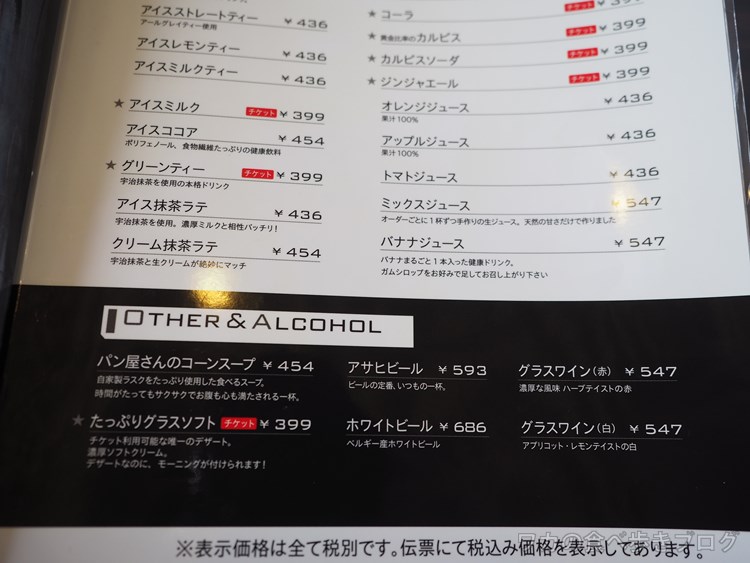 アイスストレートティー ¥436
アールグレイティー使用
アイスレモンティー ¥436
アイスミルクティー ¥436
★アイスミルク チケット ¥399
アイスココア ¥454
ポリフェノール、食物繊維たっぷりの健康飲料
★グリーンティー チケット ¥399
宇治抹茶を使用の本格ドリンク
アイス抹茶ラテ ¥436
宇治抹茶を使用。濃厚ミルクと相性バッチリ!
クリーム抹茶ラテ ¥454
宇治抹茶と生クリームが絶妙にマッチ
★コーラ チケット ¥399
★黄金比率のカルピス チケット ¥399
★カルピスソーダ チケット ¥399
★ジンジャエール チケット ¥399
オレンジジュース ¥436
果汁100%
アップルジュース ¥436
果汁100%
トマトジュース ¥436
ミックスジュース ¥547
オーダーごとに1杯ずつ手作りの生ジュース。天然の甘さだけで作りました
バナナジュース ¥547
バナナまるごと1本入った健康ドリンク。
ガムシロップをお好みで足してお召し上がり下さい
OTHER & ALCOHOL
パン屋さんのコーンスープ ¥454
自家製ラスクをたっぷり使用した食べるスープ。
時間がたってもサクサクでお腹も心も満たされる一杯。
★たっぷりグラスソフト チケット ¥399
チケット利用可能な唯一のデザート。
濃厚ソフトクリーム。
デザートなのに、モーニングが付けられます!
アサヒビール ¥593
ビールの定番、いつもの一杯。
ホワイトビール ¥686
ベルギー産ホワイトビール
グラスワイン(赤) ¥547
濃厚な風味 ハーブテイストの赤
グラスワイン(白) ¥547
アプリコット・レモンテイストの白
※表示価格は全て税別です。伝票にて税込み価格を表示してあります。
の食べ歩きブログ